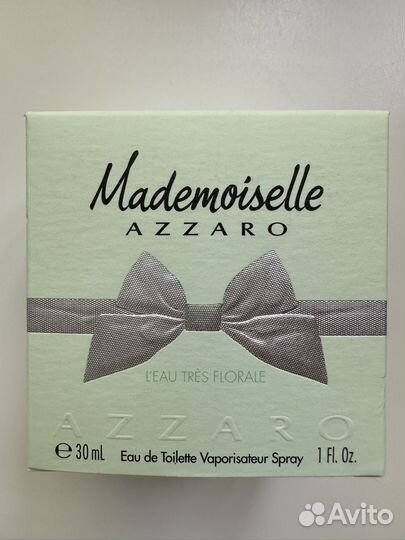 Mademoiselle
AZZARO
L'EAU TRÈS FLORALE
AZZARO
℮ 30 mL Eau de Toilette Vaporisateur Spray 1 Fl. Oz.
Avito